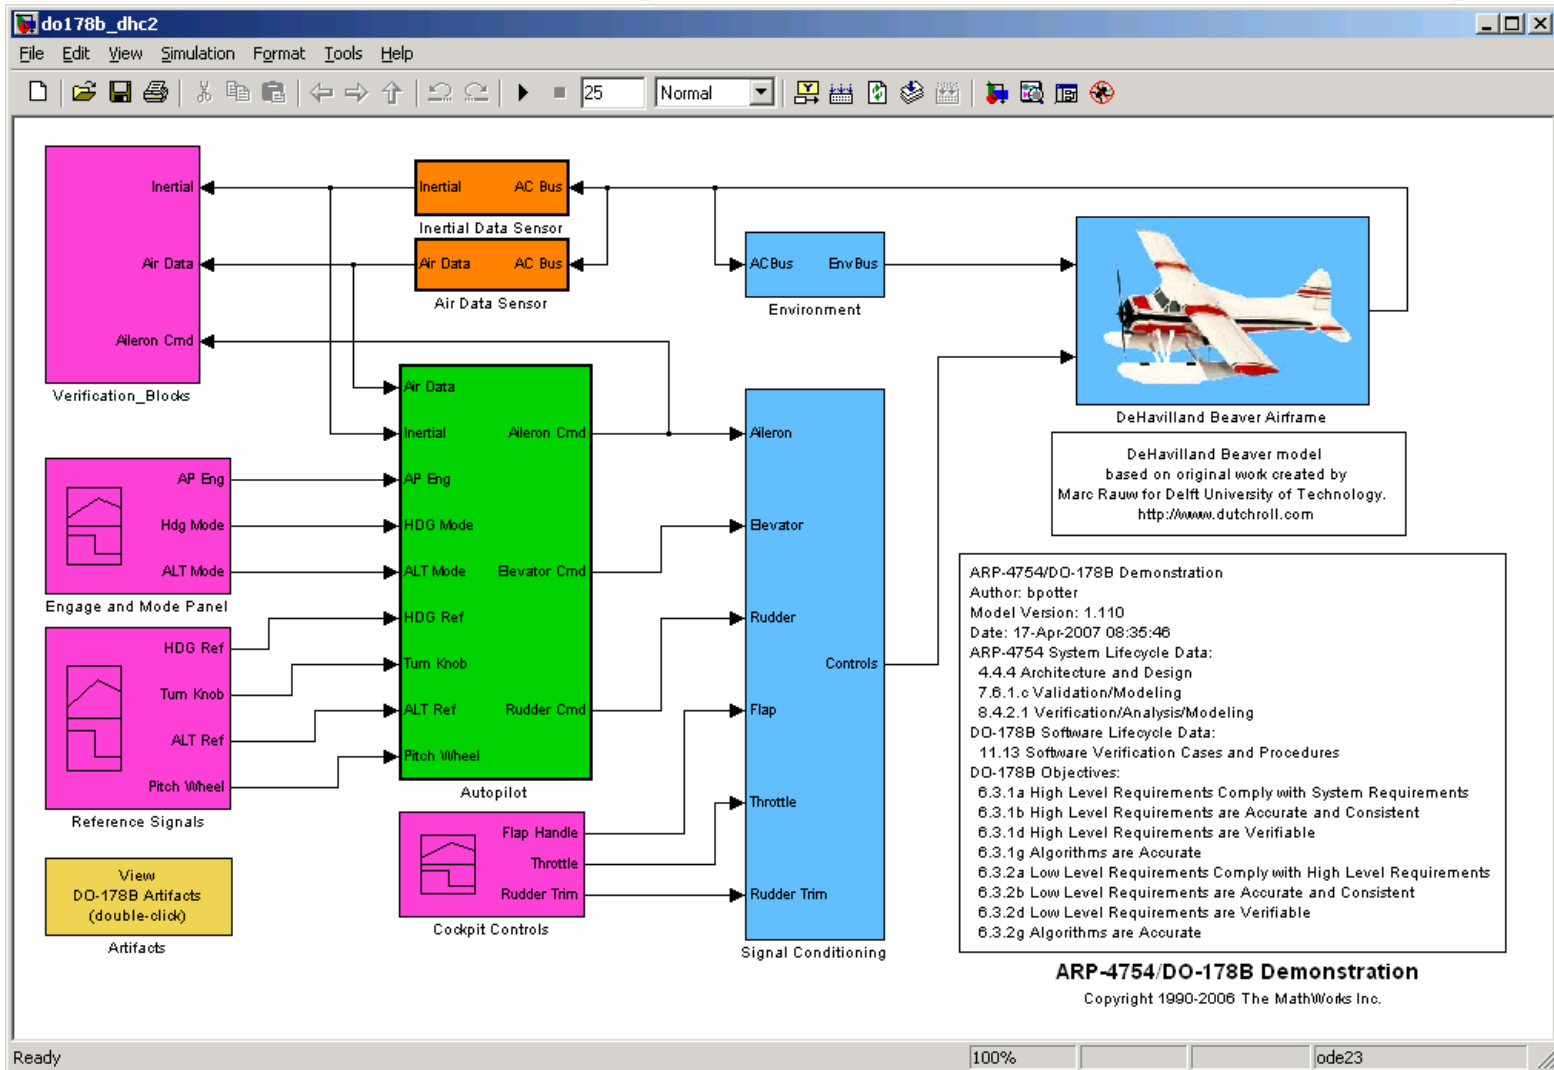 do178b_dhc2
File Edit View Simulation Format Tools Help
25 Normal
Inertial
Air Data
Aileron Cmd
Verification_Blocks
Inertial AC Bus
Inertial Data Sensor
Air Data AC Bus
Air Data Sensor
ACBus EnvBus
Environment
DeHavilland Beaver Airframe
DeHavilland Beaver model
based on original work created by
Marc Rauw for Delft University of Technology.
http://www.dutchroll.com
AP Eng
Hdg Mode
ALT Mode
Engage and Mode Panel
HDG Ref
Turn Knob
ALT Ref
Pitch Wheel
Reference Signals
View
DO-178B Artifacts
(double-click)
Artifacts
Air Data
Inertial
Aileron Cmd
AP Eng
HDG Mode
ALT Mode
Elevator Cmd
HDG Ref
Turn Knob
ALT Ref
Rudder Cmd
Pitch Wheel
Autopilot
Flap Handle
Throttle
Rudder Trim
Cockpit Controls
Aileron
Elevator
Rudder
Controls
Flap
Throttle
Rudder Trim
Signal Conditioning
ARP-4754/DO-178B Demonstration
Author: bpotter
Model Version: 1.110
Date: 17-Apr-2007 08:35:46
ARP-4754 System Lifecycle Data:
4.4.4 Architecture and Design
7.6.1.c Validation/Modeling
8.4.2.1 Verification/Analysis/Modeling
DO-178B Software Lifecycle Data:
11.13 Software Verification Cases and Procedures
DO-178B Objectives:
6.3.1a High Level Requirements Comply with System Requirements
6.3.1b High Level Requirements are Accurate and Consistent
6.3.1d High Level Requirements are Verifiable
6.3.1g Algorithms are Accurate
6.3.2a Low Level Requirements Comply with High Level Requirements
6.3.2b Low Level Requirements are Accurate and Consistent
6.3.2d Low Level Requirements are Verifiable
6.3.2g Algorithms are Accurate
ARP-4754/DO-178B Demonstration
Copyright 1990-2006 The MathWorks Inc.
Ready 100% ode23